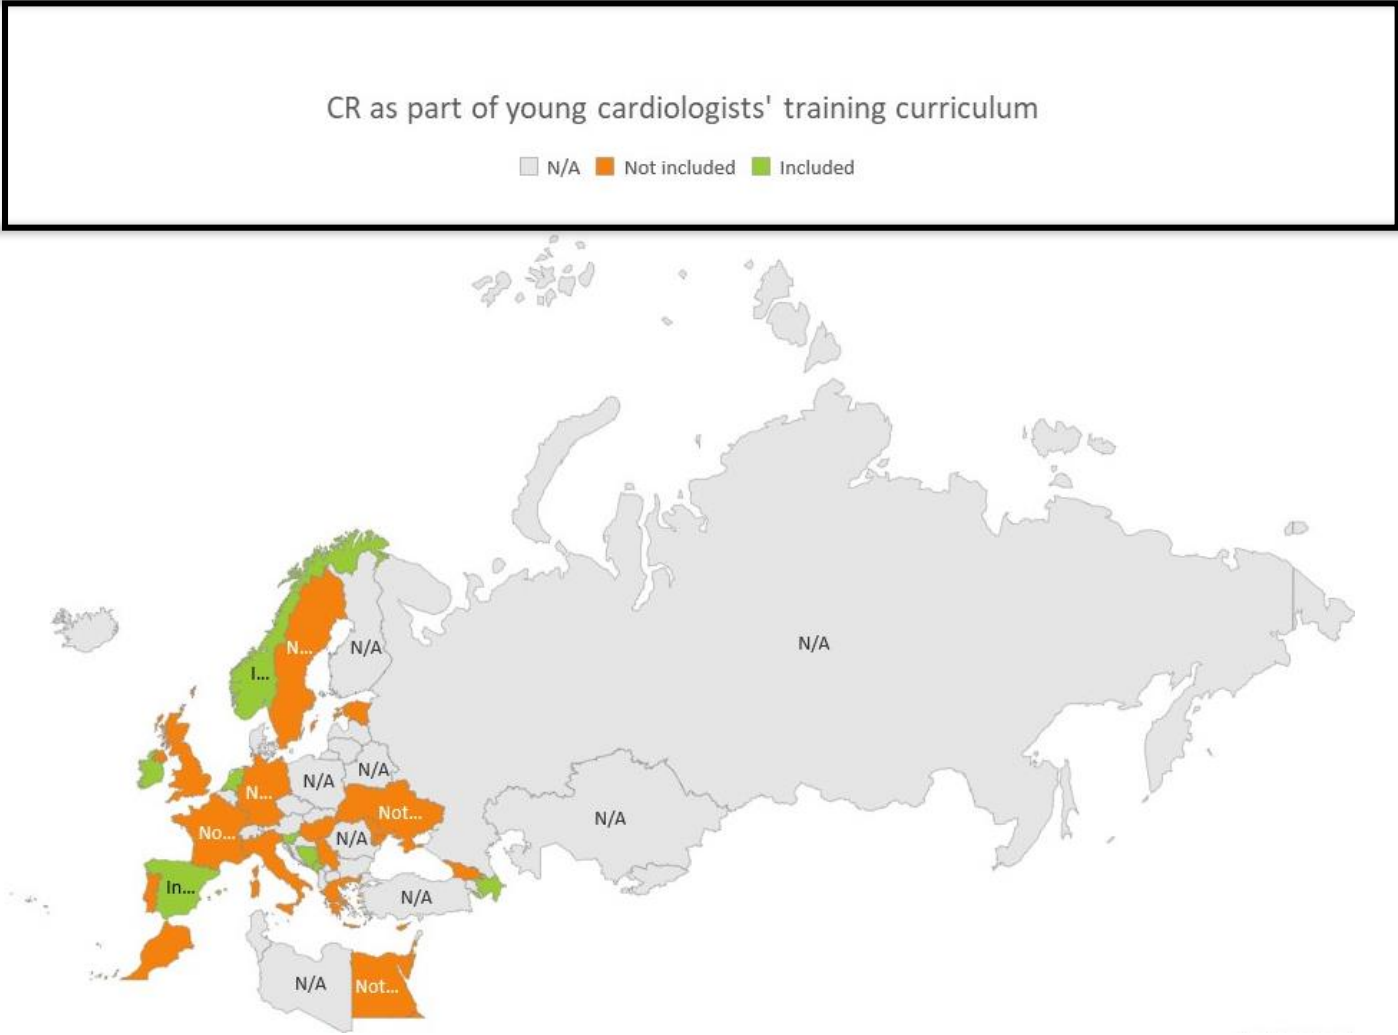 CR as part of young cardiologists' training curriculum
N/A Not included Included
N/A
N/A
N...
I...
N/A
N/A
N...
Not...
N/A
No...
N/A
In...
N/A
N/A
Not...